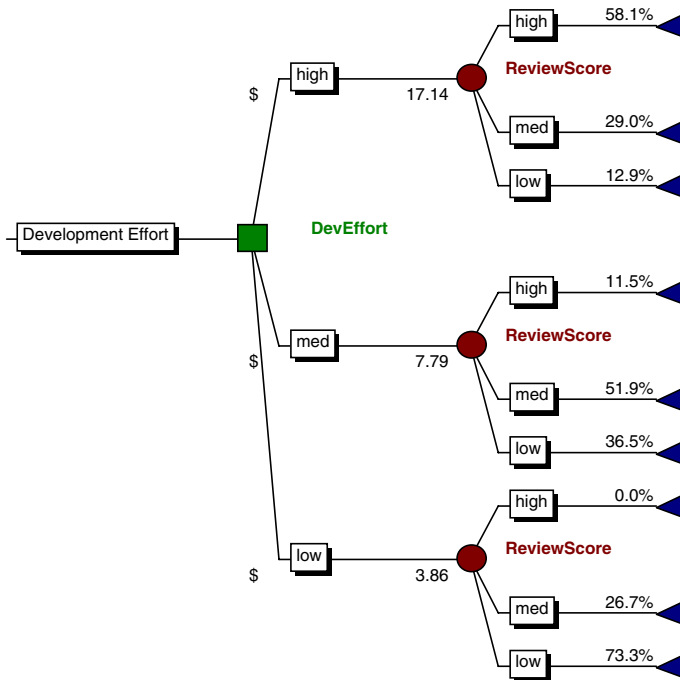 high 58.1%
high
ReviewScore
$
17.14
med 29.0%
low 12.9%
Development Effort
DevEffort
high 11.5%
med
ReviewScore
$
7.79
med 51.9%
low 36.5%
high 0.0%
low
ReviewScore
$
3.86
med 26.7%
low 73.3%